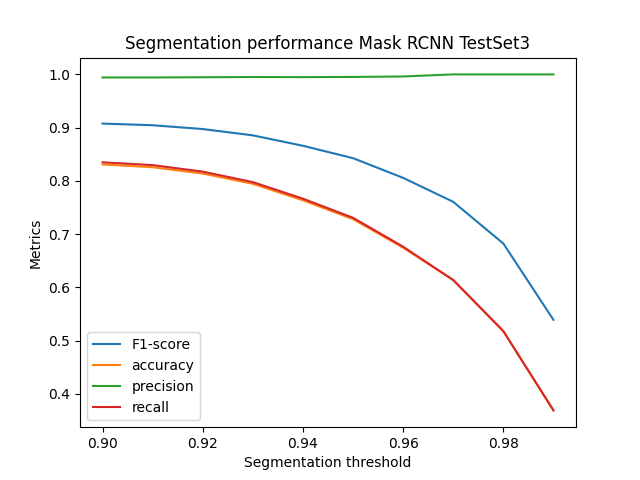 Segmentation performance Mask RCNN TestSet3
Metrics
1.0
0.9
0.8
0.7
0.6
0.5
0.4
F1-score
accuracy
precision
recall
0.90 0.92 0.94 0.96 0.98
Segmentation threshold